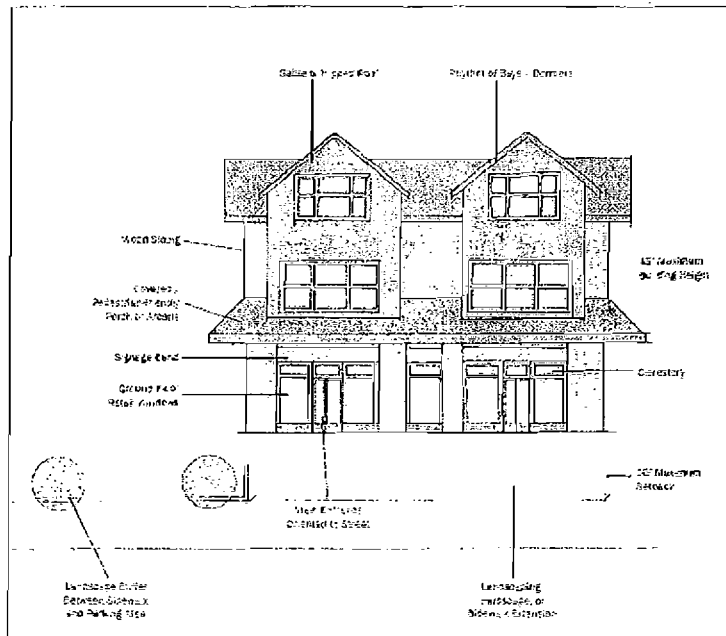 Gable or Hipped Roof
Rhythm of Bays - Dormers
Wood Siding
Covered,
Pedestrian-Friendly
Porch or Arcade
Maximum
Building Height
Signage Band
Ground Floor
Retail Windows
Clerestory
Maximum
Setback
Main Entrance
Oriented to Street
Landscape Buffer
Between Sidewalk
and Parking Area
Landscaping,
Hardscape, or
Sidewalk Extension